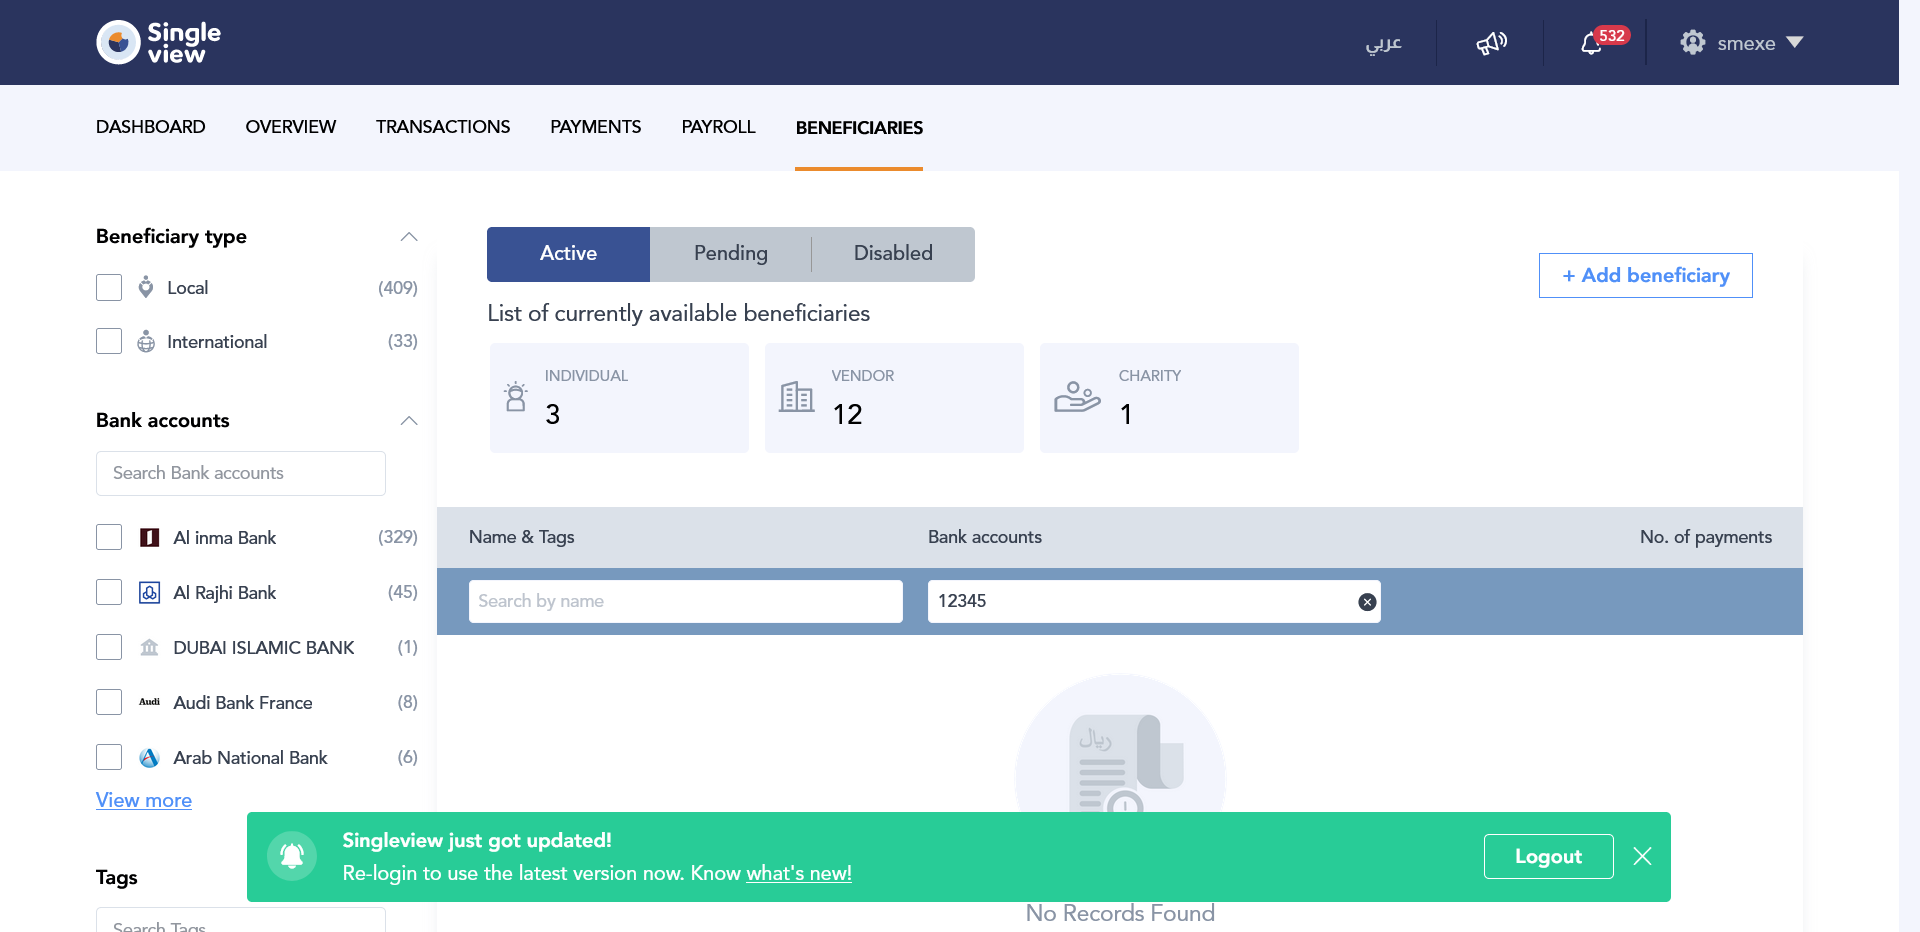 Single
view
عربي
532
smexe
DASHBOARD
OVERVIEW
TRANSACTIONS
PAYMENTS
PAYROLL
BENEFICIARIES
Beneficiary type
Local
(409)
International
(33)
Bank accounts
Search Bank accounts
Al inma Bank
(329)
Al Rajhi Bank
(45)
DUBAI ISLAMIC BANK
(1)
Audi
Audi Bank France
(8)
Arab National Bank
(6)
View more
Tags
Search Tags
Active
Pending
Disabled
+ Add beneficiary
List of currently available beneficiaries
INDIVIDUAL
3
VENDOR
12
CHARITY
1
Name & Tags
Bank accounts
No. of payments
Search by name
12345
ريال
Singleview just got updated!
Re-login to use the latest version now. Know what's new!
Logout
No Records Found